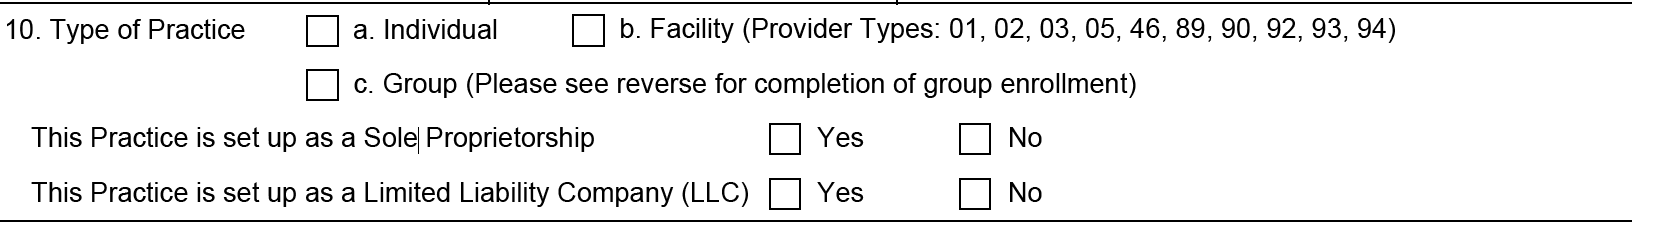 10. Type of Practice a. Individual b. Facility (Provider Types: 01, 02, 03, 05, 46, 89, 90, 92, 93, 94)
c. Group (Please see reverse for completion of group enrollment)
This Practice is set up as a Sole Proprietorship Yes No
This Practice is set up as a Limited Liability Company (LLC) Yes No